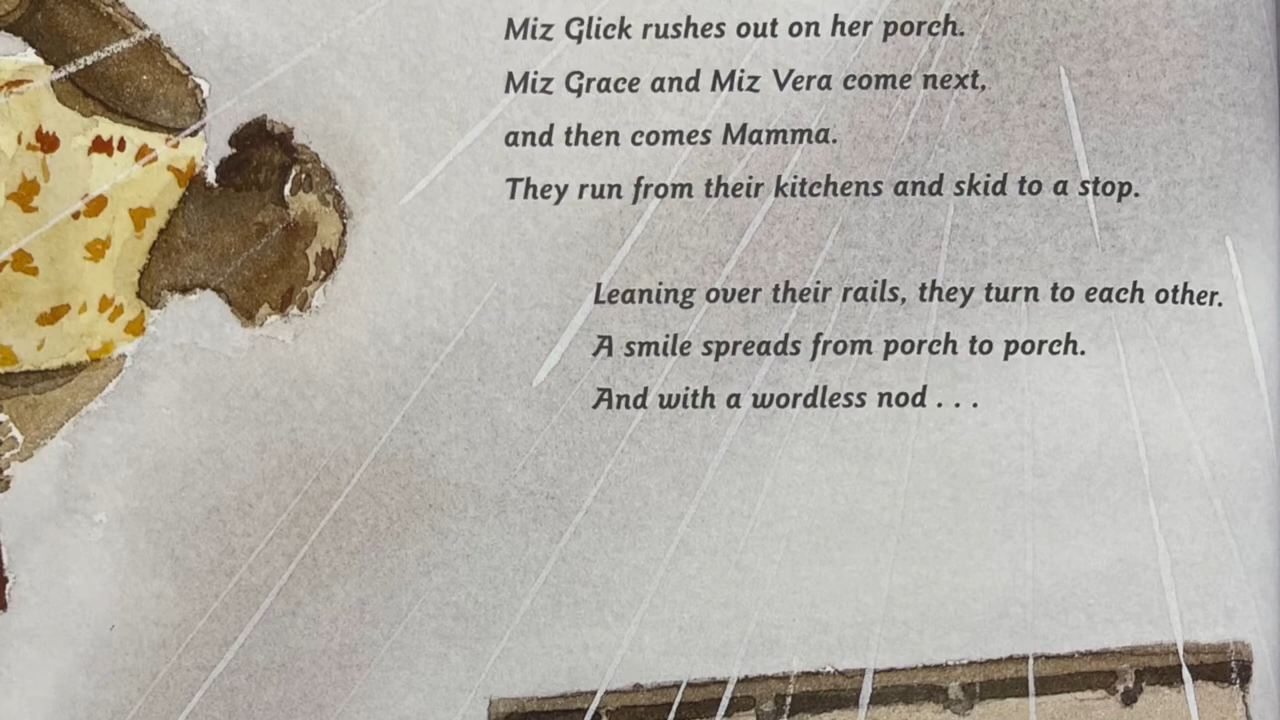 Miz Glick rushes out on her porch.
Miz Grace and Miz Vera come next,
and then comes Mamma.
They run from their kitchens and skid to a stop.
Leaning over their rails, they turn to each other.
A smile spreads from porch to porch.
And with a wordless nod . . .